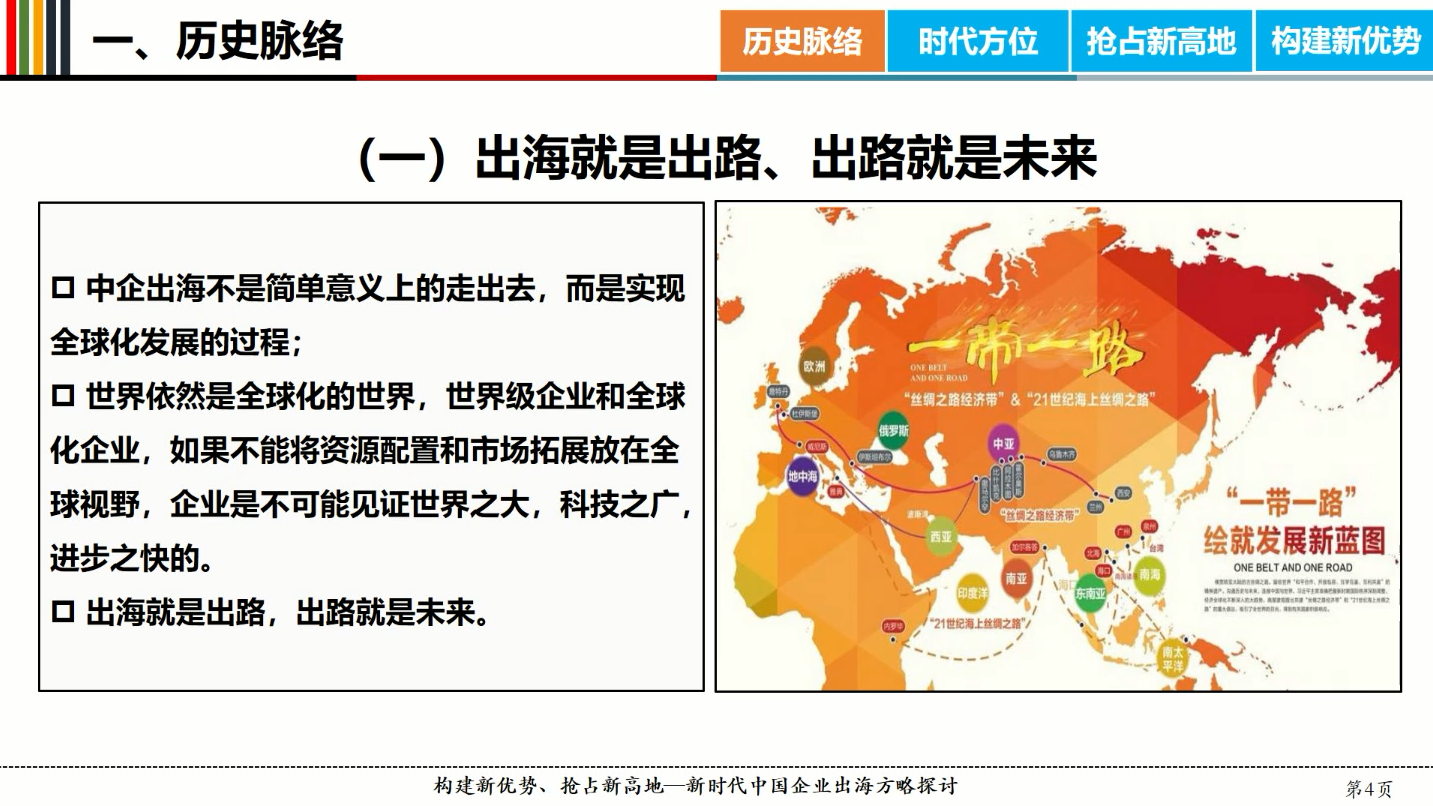 一、历史脉络
历史脉络
时代方位
抢占新高地
构建新优势
（一）出海就是出路、出路就是未来
中企出海不是简单意义上的走出去，而是实现
全球化发展的过程；
世界依然是全球化的世界，世界级企业和全球
化企业，如果不能将资源配置和市场拓展放在全
球视野，企业是不可能见证世界之大，科技之广，
进步之快的。
出海就是出路，出路就是未来。
一带一路
ONE BELT
AND ONE ROAD
“丝绸之路经济带”&“21世纪海上丝绸之路”
欧洲
鹿特丹
杜伊斯堡
俄罗斯
威尼斯
伊斯坦布尔
地中海
雅典
中亚
乌鲁木齐
西安
兰州
“丝绸之路经济带”
波斯湾
西亚
广州
泉州
台湾
北海
海口
南海
加尔各答
南亚
印度洋
东南亚
内罗毕
“21世纪海上丝绸之路”
南太
平洋
“一带一路”
绘就发展新蓝图
ONE BELT AND ONE ROAD
构建新优势、抢占新高地—新时代中国企业出海方略探讨
第4页